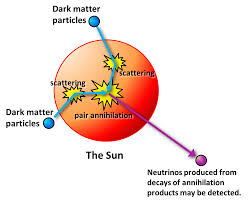 Dark matter
particles
scattering
scattering
Dark matter
particles
pair annihilation
The Sun
Neutrinos produced from
decays of annihilation
products may be detected.